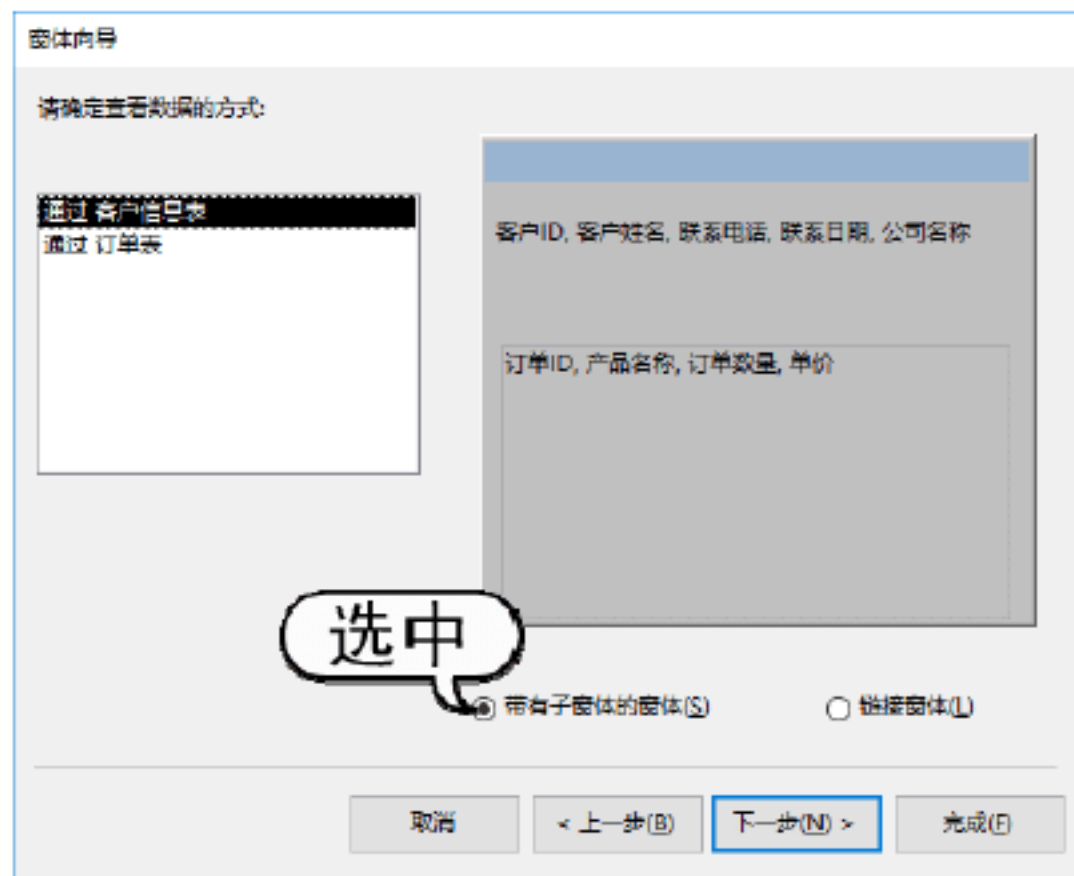 窗体向导
请确定查看数据的方式:
通过 客户信息表
通过 订单表
客户ID, 客户姓名, 联系电话, 联系日期, 公司名称
订单ID, 产品名称, 订单数量, 单价
选中
带有子窗体的窗体(S)
链接窗体(L)
取消
< 上一步(B)
下一步(N) >
完成(F)